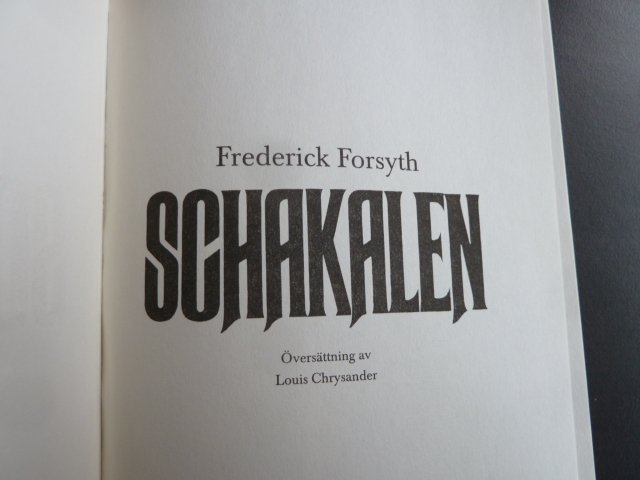 Frederick Forsyth
SCHAKALEN
Översättning av
Louis Chrysander